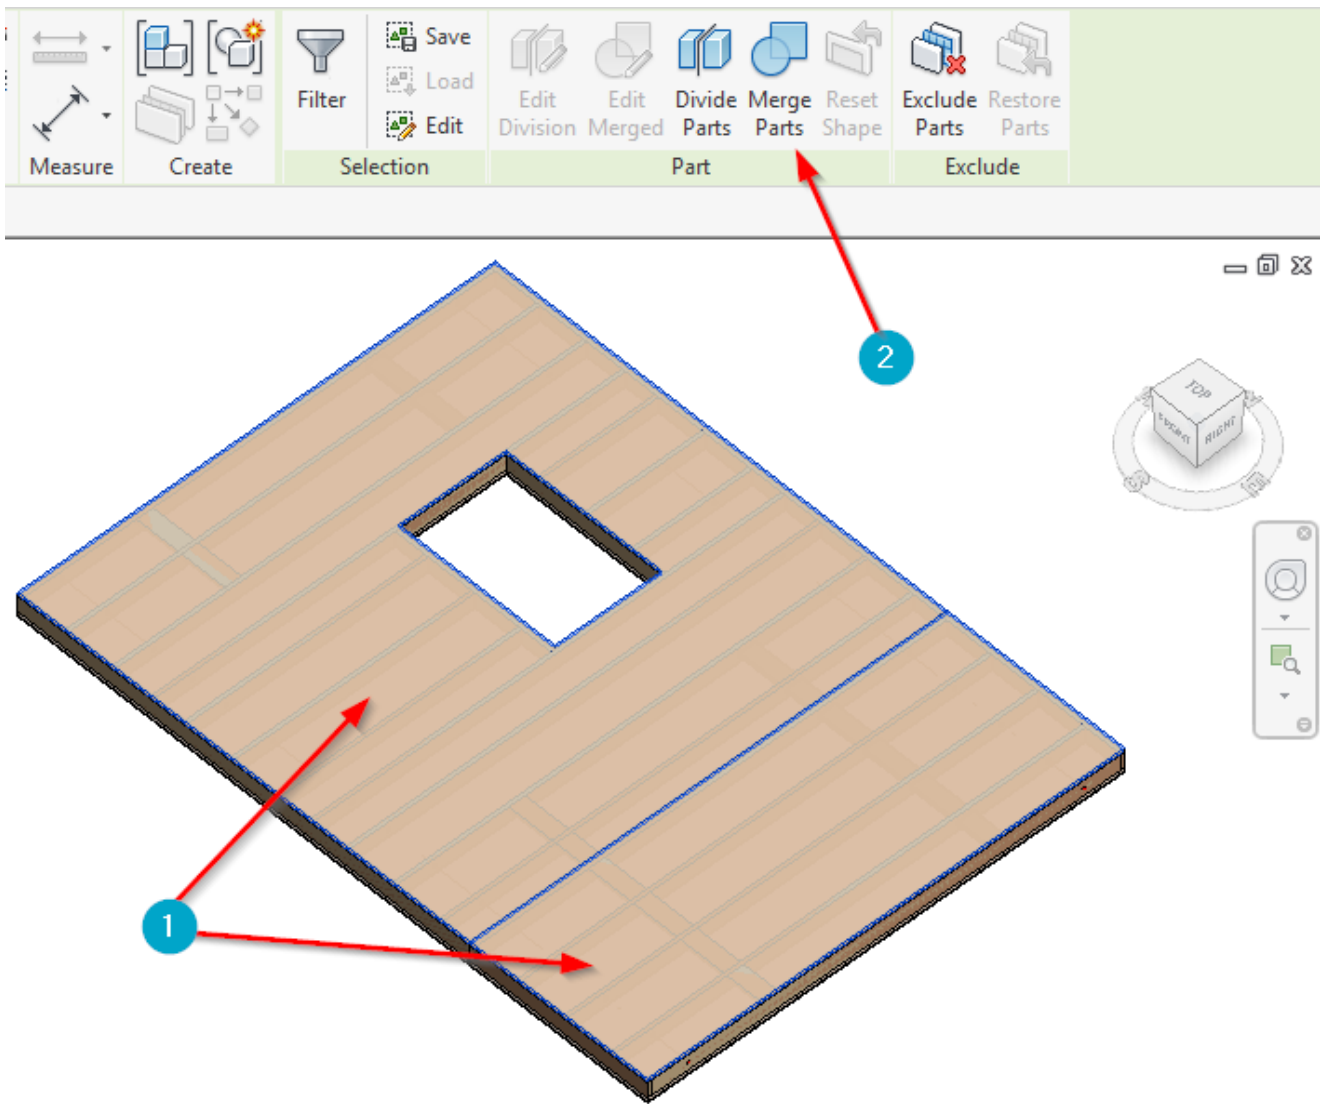 Save
Load
Edit
Filter
Edit Division
Edit Merged
Divide Parts
Merge Parts
Reset Shape
Exclude Parts
Restore Parts
Measure
Create
Selection
Part
Exclude
2
TOP
FRONT
RIGHT
S
E
1